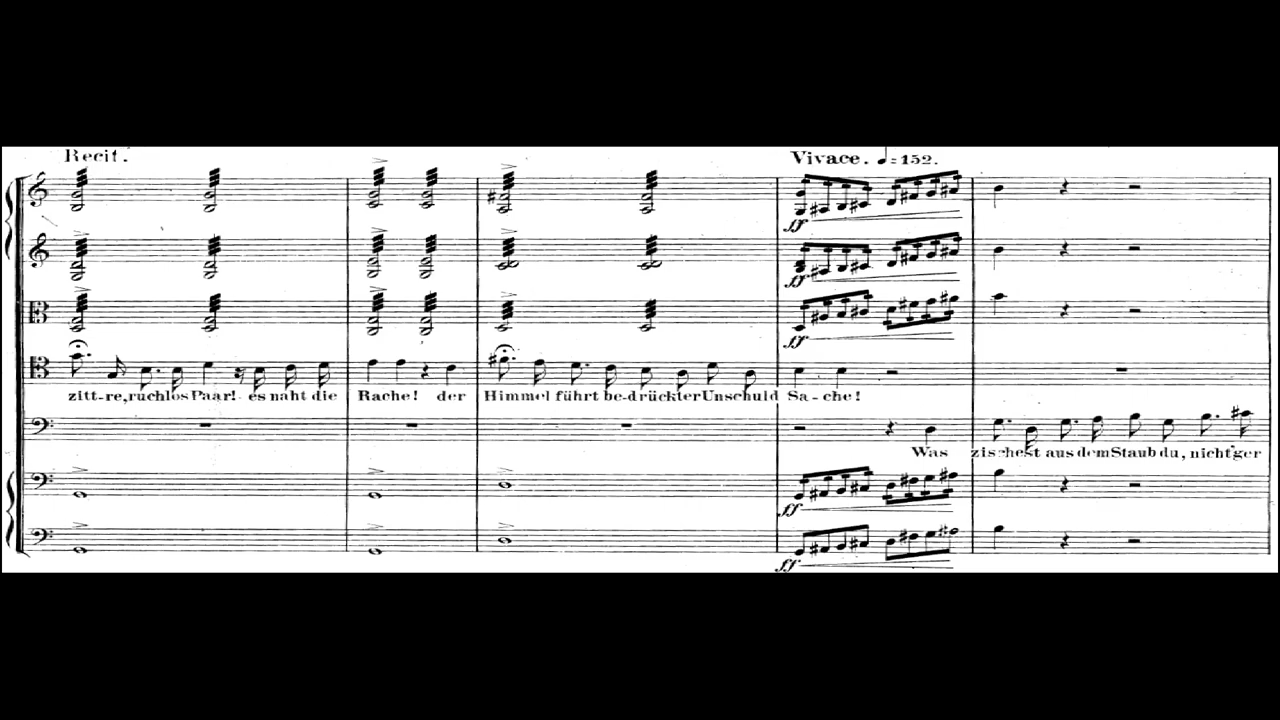 Recit. Vivace. ♩=152.
ff
ff
ff
zitt-re, ruchlos Paar! es naht die Rache! der Himmel führt be-drückter Unschuld Sa-che!
Was zischest aus dem Staub du, nicht'ger
ff
ff